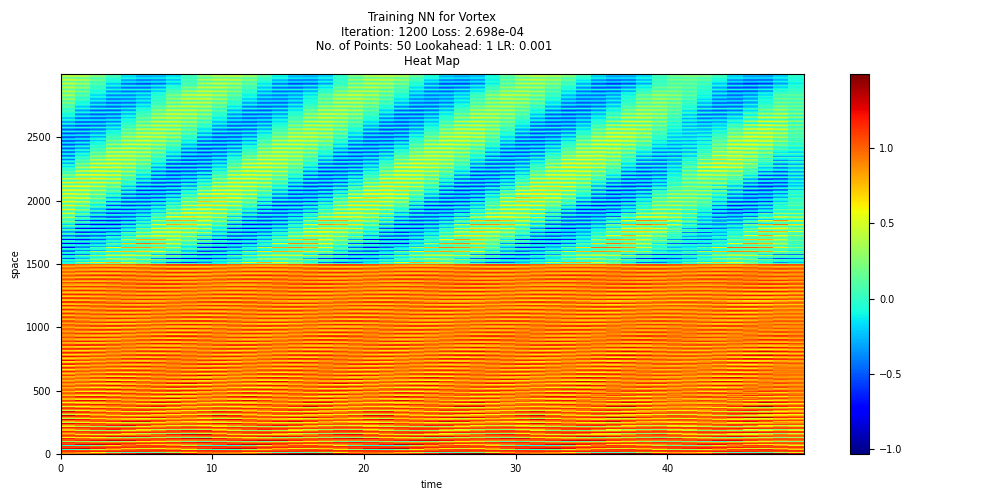 Training NN for Vortex
Iteration: 1200 Loss: 2.698e-04
No. of Points: 50 Lookahead: 1 LR: 0.001
Heat Map
2500
2000
1500
1000
500
0
space
0 10 20 30 40
time
1.0
0.5
0.0
−0.5
−1.0